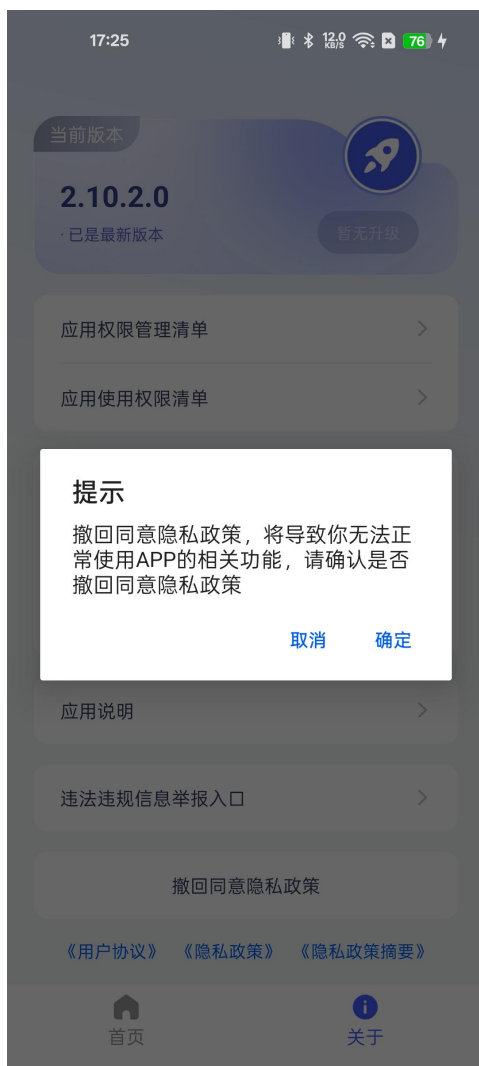 17:25
12.0
KB/S
76
当前版本
2.10.2.0
·已是最新版本
暂无升级
应用权限管理清单
应用使用权限清单
提示
撤回同意隐私政策，将导致你无法正
常使用APP的相关功能，请确认是否
撤回同意隐私政策
取消
确定
应用说明
违法违规信息举报入口
撤回同意隐私政策
《用户协议》 《隐私政策》 《隐私政策摘要》
首页
关于